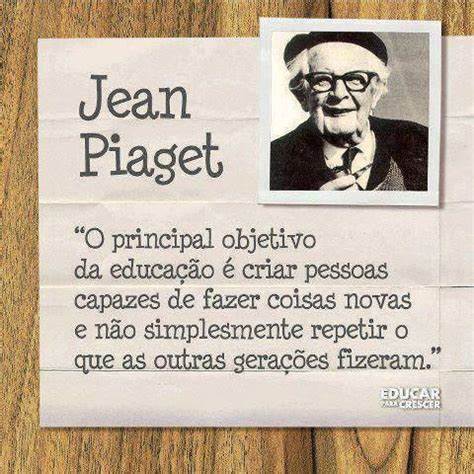 Jean
Piaget
“O principal objetivo
da educação é criar pessoas
capazes de fazer coisas novas
e não simplesmente repetir o
que as outras gerações fizeram.”
EDUCAR
PARA CRESCER